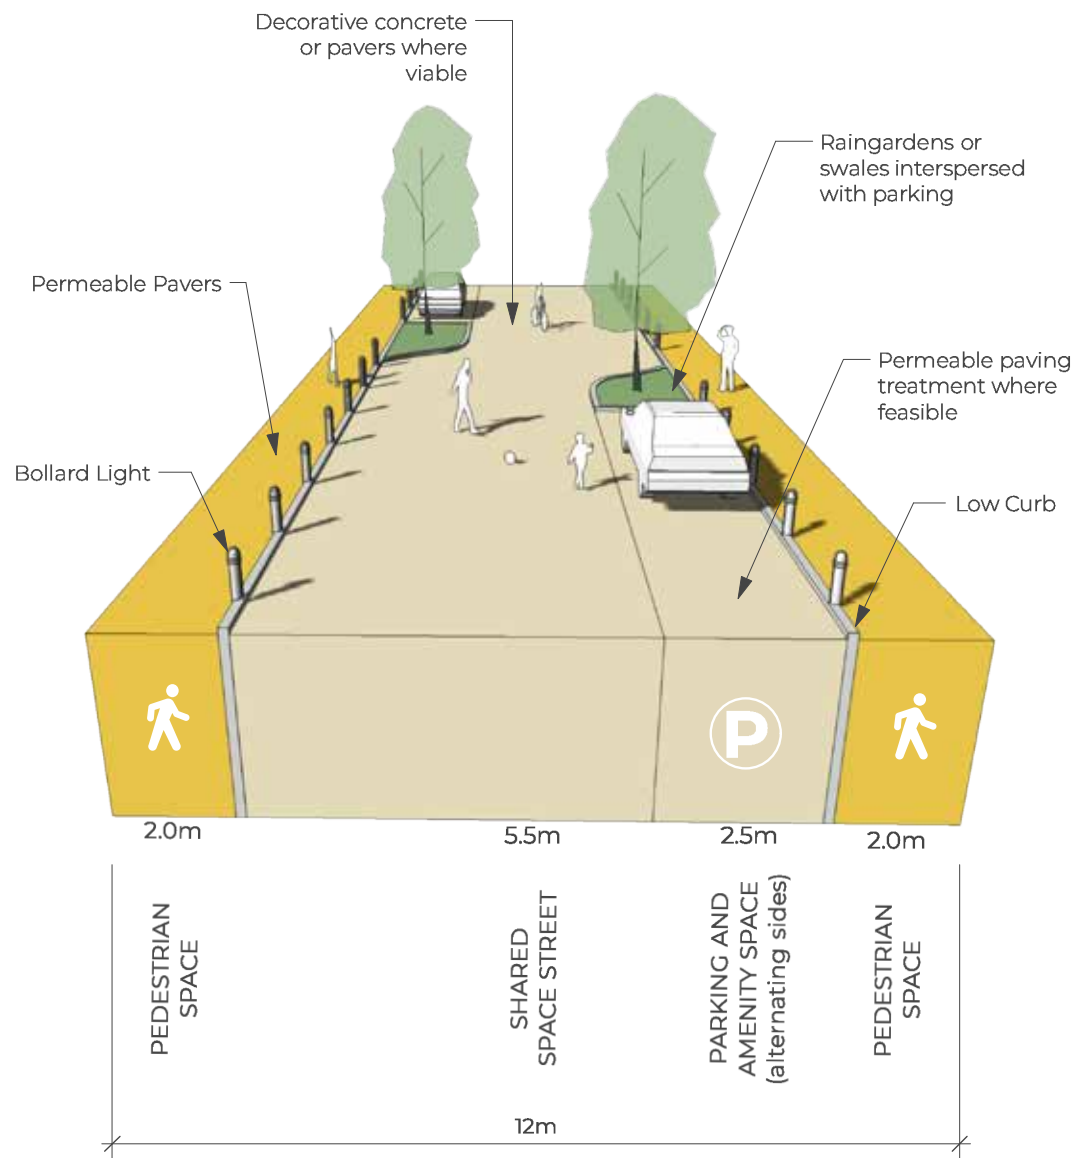 Decorative concrete
or pavers where
viable
Raingardens or
swales interspersed
with parking
Permeable Pavers
Permeable paving
treatment where
feasible
Bollard Light
Low Curb
P
2.0m
5.5m
2.5m
2.0m
PEDESTRIAN
SPACE
SHARED
SPACE STREET
PARKING AND
AMENITY SPACE
(alternating sides)
PEDESTRIAN
SPACE
12m